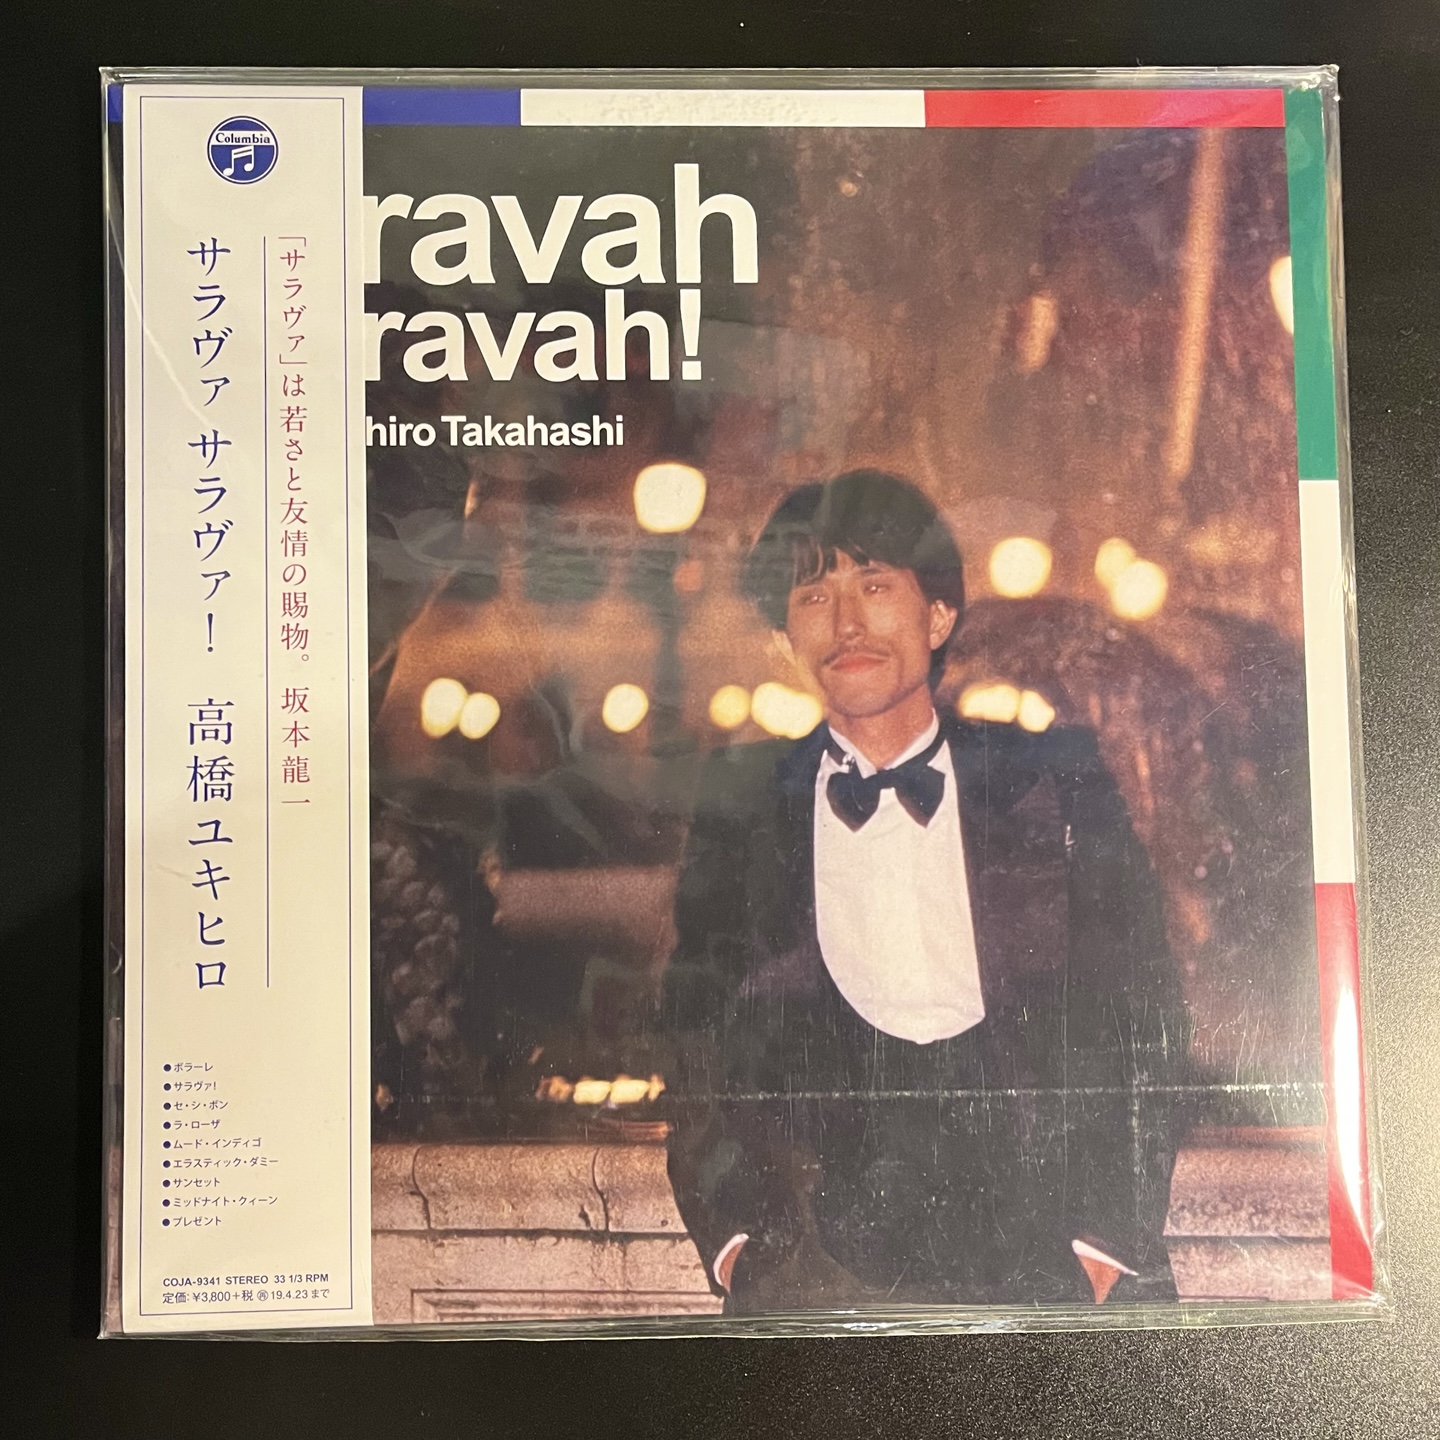 Columbia
「サラヴァ」は若さと友情の賜物。 坂本龍一
サラヴァ サラヴァ! 高橋ユキヒロ
●ボラーレ
●サラヴァ!
●セ・シ・ボン
●ラ・ローザ
●ムード・インディゴ
●エラスティック・ダミー
●サンセット
●ミッドナイト・クィーン
●プレゼント
COJA-9341 STEREO 33 1/3 RPM
定価:¥3,800+税 ㋲19.4.23まで
ravah
ravah!
hiro Takahashi